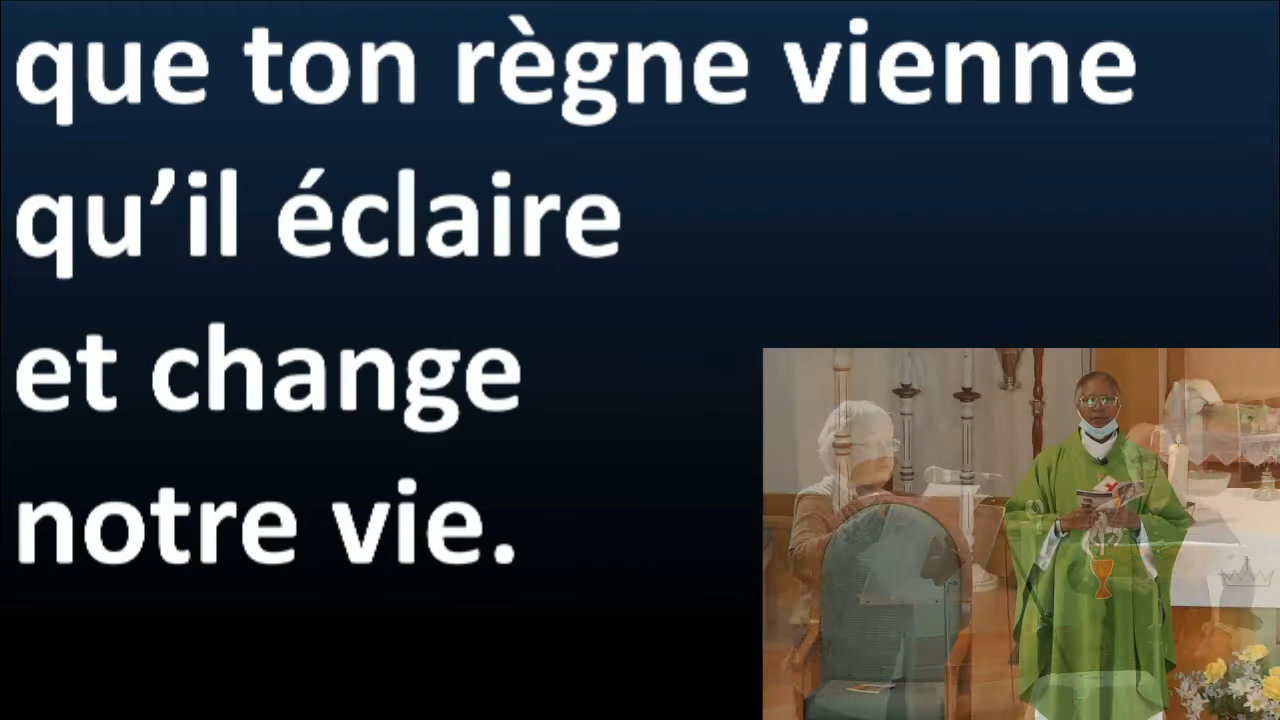 que ton règne vienne
qu’il éclaire
et change
notre vie.